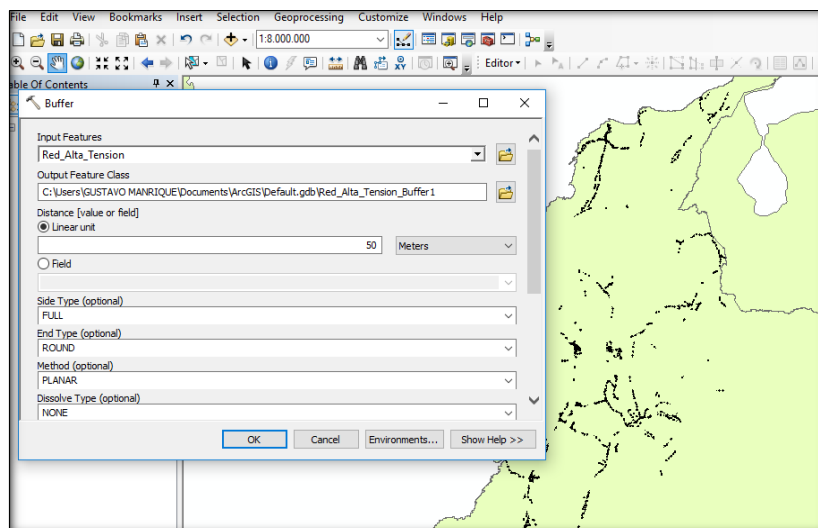 File Edit View Bookmarks Insert Selection Geoprocessing Customize Windows Help
1:8.000.000
Editor
able Of Contents
Buffer
Input Features
Red_Alta_Tension
Output Feature Class
C:\Users\GUSTAVO MANRIQUE\Documents\ArcGIS\Default.gdb\Red_Alta_Tension_Buffer1
Distance [value or field]
Linear unit
50 Meters
Field
Side Type (optional)
FULL
End Type (optional)
ROUND
Method (optional)
PLANAR
Dissolve Type (optional)
NONE
OK Cancel Environments... Show Help >>